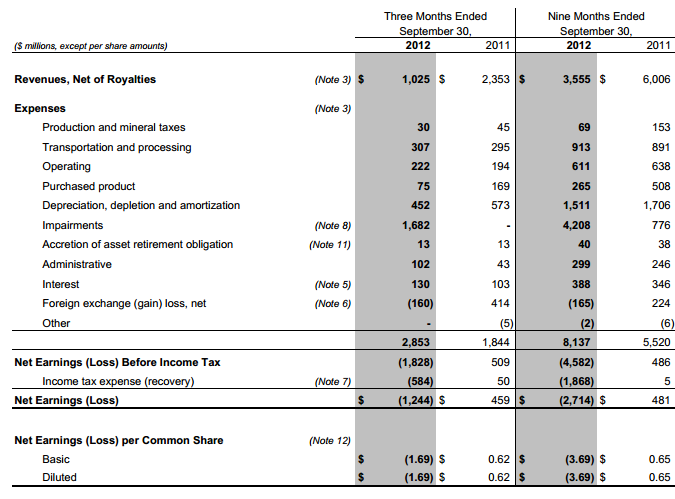 Three Months Ended Nine Months Ended
September 30, September 30,
($ millions, except per share amounts) 2012 2011 2012 2011
Revenues, Net of Royalties (Note 3) $ 1,025 $ 2,353 $ 3,555 $ 6,006
Expenses (Note 3)
Production and mineral taxes 30 45 69 153
Transportation and processing 307 295 913 891
Operating 222 194 611 638
Purchased product 75 169 265 508
Depreciation, depletion and amortization 452 573 1,511 1,706
Impairments (Note 8) 1,682 - 4,208 776
Accretion of asset retirement obligation (Note 11) 13 13 40 38
Administrative 102 43 299 246
Interest (Note 5) 130 103 388 346
Foreign exchange (gain) loss, net (Note 6) (160) 414 (165) 224
Other - (5) (2) (6)
2,853 1,844 8,137 5,520
Net Earnings (Loss) Before Income Tax (1,828) 509 (4,582) 486
Income tax expense (recovery) (Note 7) (584) 50 (1,868) 5
Net Earnings (Loss) $ (1,244) $ 459 $ (2,714) $ 481
Net Earnings (Loss) per Common Share (Note 12)
Basic $ (1.69) $ 0.62 $ (3.69) $ 0.65
Diluted $ (1.69) $ 0.62 $ (3.69) $ 0.65